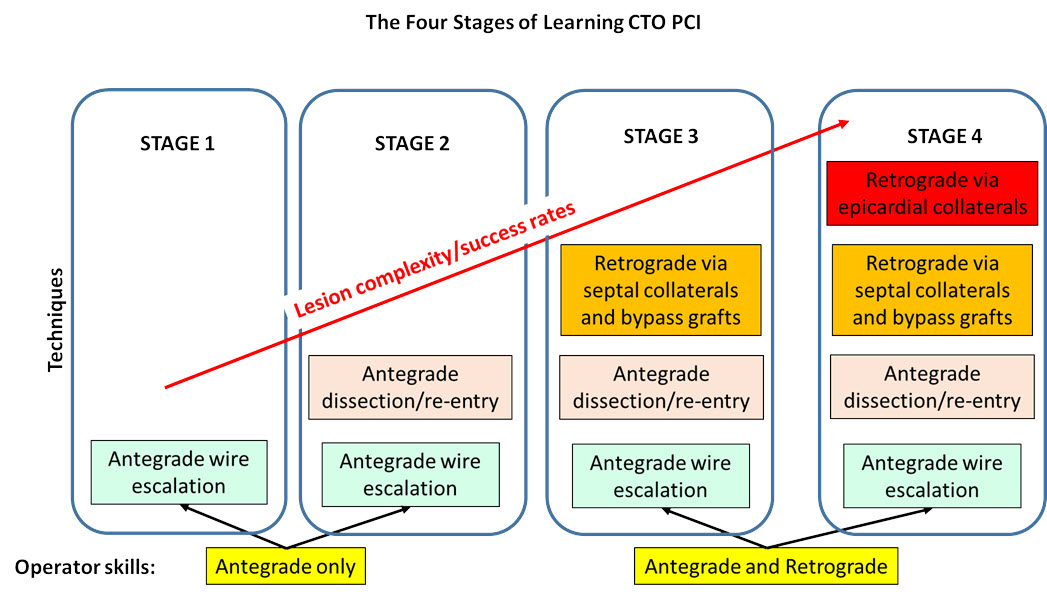 The Four Stages of Learning CTO PCI
STAGE 1
STAGE 2
STAGE 3
STAGE 4
Retrograde via
epicardial collaterals
Lesion complexity/success rates
Retrograde via
septal collaterals
and bypass grafts
Retrograde via
septal collaterals
and bypass grafts
Techniques
Antegrade
dissection/re-entry
Antegrade
dissection/re-entry
Antegrade
dissection/re-entry
Antegrade wire
escalation
Antegrade wire
escalation
Antegrade wire
escalation
Antegrade wire
escalation
Operator skills:
Antegrade only
Antegrade and Retrograde